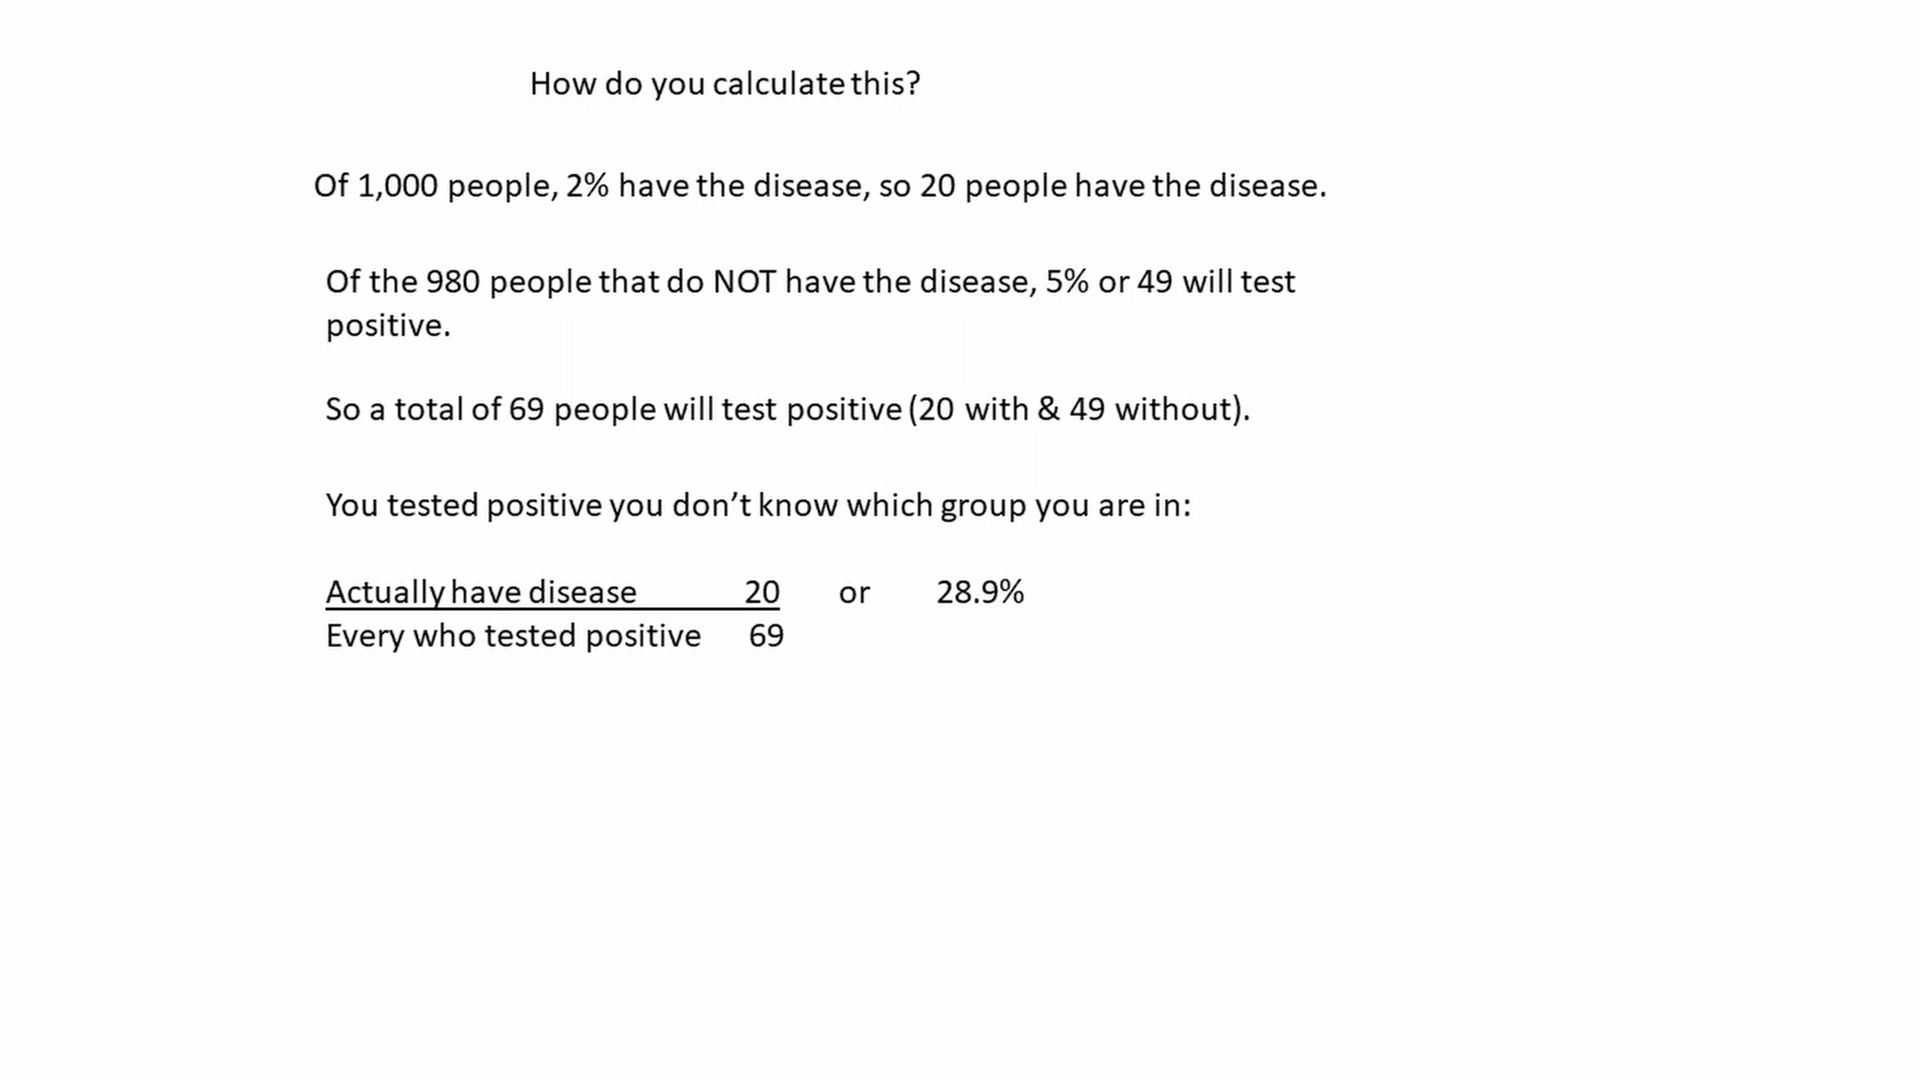 How do you calculate this?
Of 1,000 people, 2% have the disease, so 20 people have the disease.
Of the 980 people that do NOT have the disease, 5% or 49 will test
positive.
So a total of 69 people will test positive (20 with & 49 without).
You tested positive you don’t know which group you are in:
Actually have disease 20 or 28.9%
Every who tested positive 69